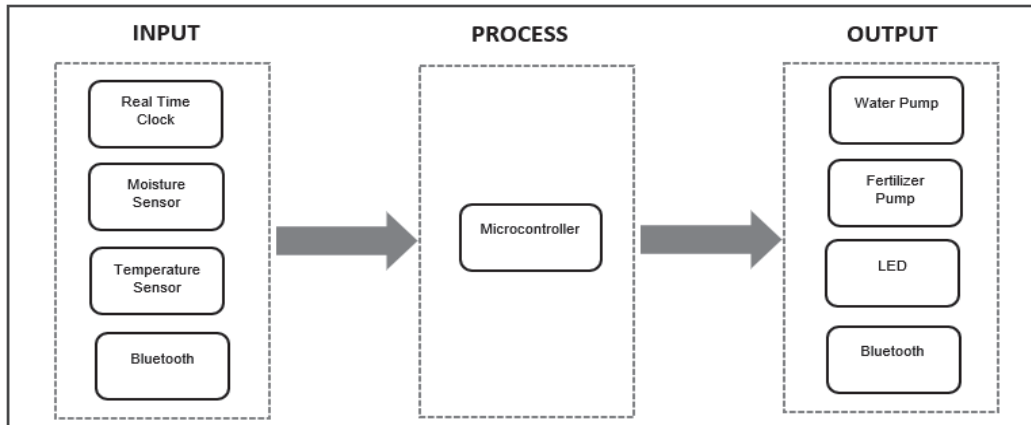 INPUT
Real Time
Clock
Moisture
Sensor
Temperature
Sensor
Bluetooth
PROCESS
Microcontroller
OUTPUT
Water Pump
Fertilizer
Pump
LED
Bluetooth